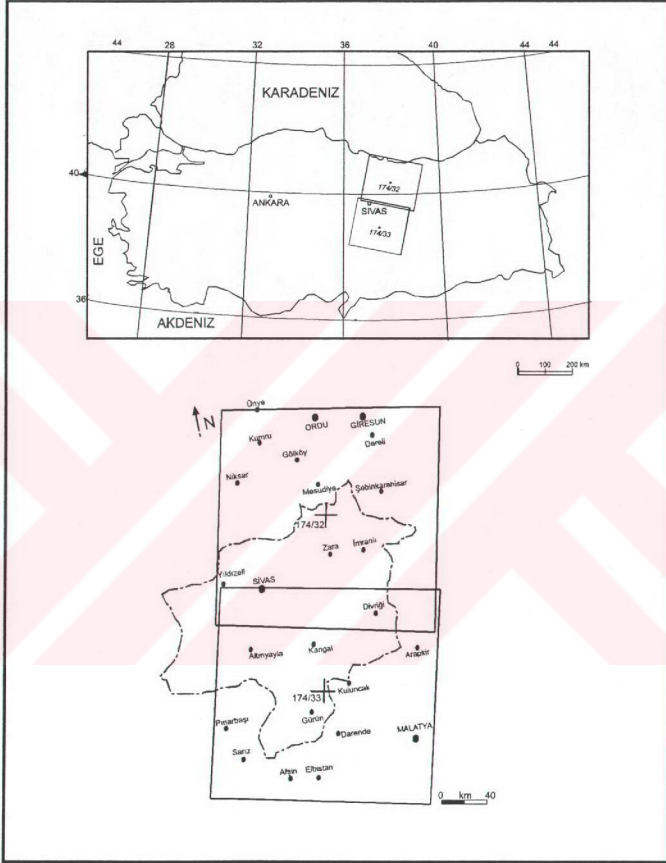 44 28 32 36 40 44 44
KARADENIZ
40
174/32
ANKARA
SIVAS
174/33
EGE
36
AKDENIZ
0 100 200 km
N
Ünye
ORDU GİRESUN
Kumru
Dereli
Gölköy
Niksar
Mesudiye Şebinkarahisar
174/32
Zara İmranlı
Yıldızeli
SİVAS
Divriği
Altınyayla Kangal Arapkir
174/33 Kuluncak
Gürün
Pınarbaşı
Darende MALATYA
Sarız
Afşin Elbistan
0 km 40